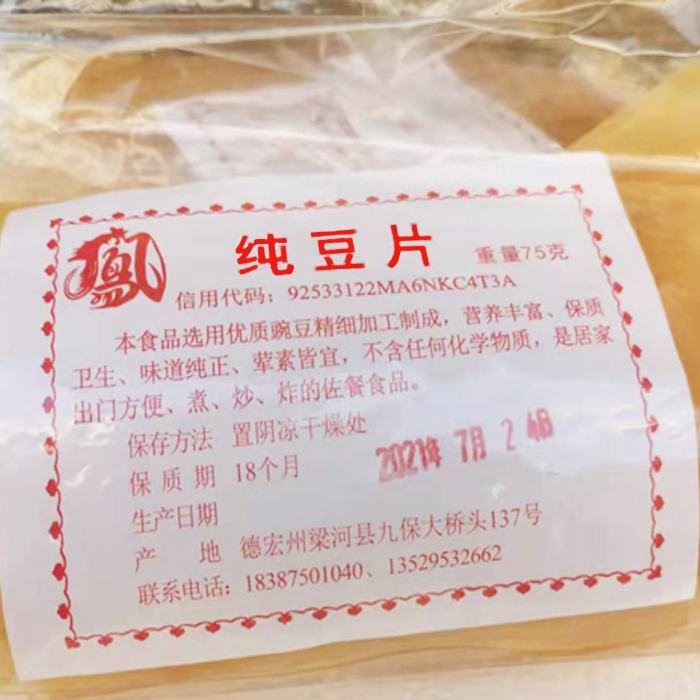 鳳
纯豆片 重量75克
信用代码：92533122MA6NKC4T3A
本食品选用优质豌豆精细加工制成，营养丰富、保质
卫生、味道纯正、荤素皆宜，不含任何化学物质，是居家
出门方便、煮、炒、炸的佐餐食品。
保存方法 置阴凉干燥处
保质期 18个月
2021年 7月 24日
生产日期
产地 德宏州梁河县九保大桥头137号
联系电话：18387501040、13529532662